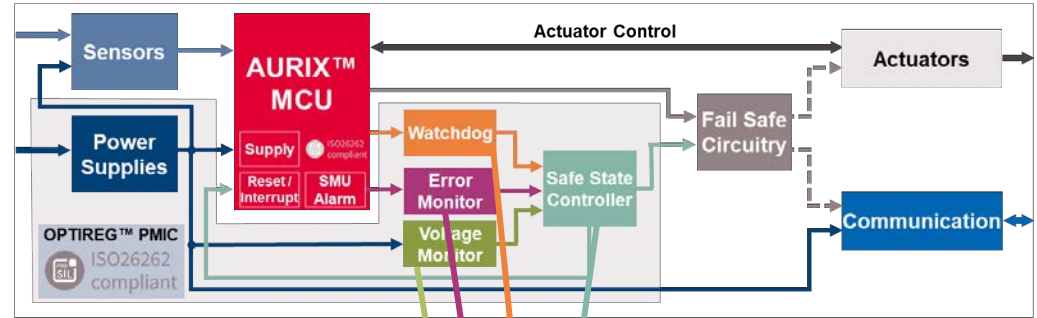 Sensors
AURIX™
MCU
Actuator Control
Actuators
Power
Supplies
Supply
ISO26262
compliant
Reset /
Interrupt
SMU
Alarm
Watchdog
Error
Monitor
Voltage
Monitor
Safe State
Controller
Fail Safe
Circuitry
Communication
OPTIREG™ PMIC
SIL
ISO26262
compliant